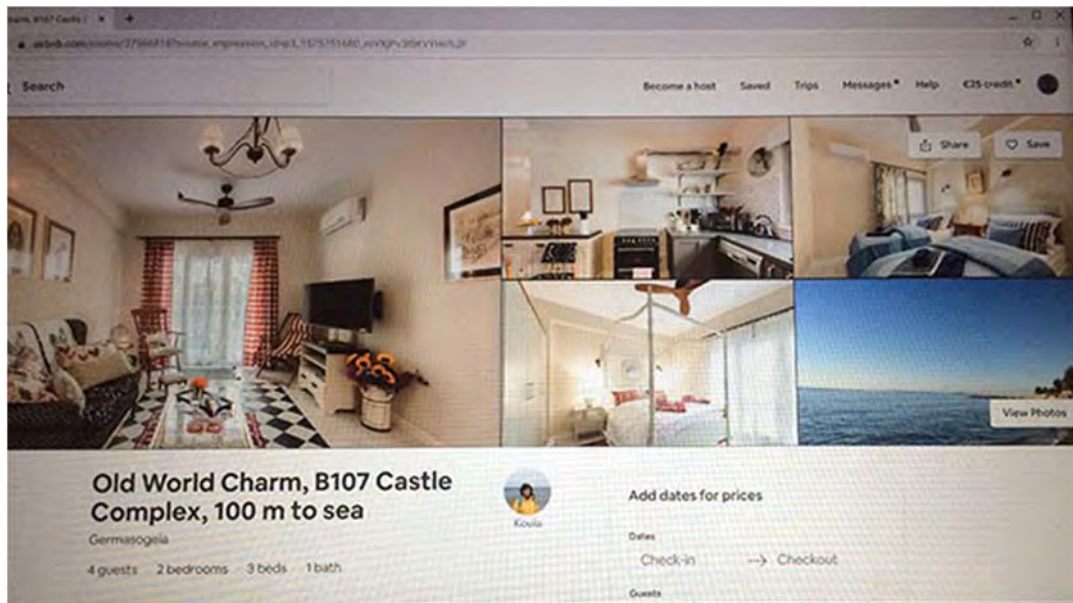 airbnb.com/rooms/
Search
Become a host Saved Trips Messages Help €25 credit
Share Save
View Photos
Old World Charm, B107 Castle
Complex, 100 m to sea
Koula
Germasogeia
4 guests 2 bedrooms 3 beds 1 bath
Add dates for prices
Dates
Check-in → Checkout
Guests